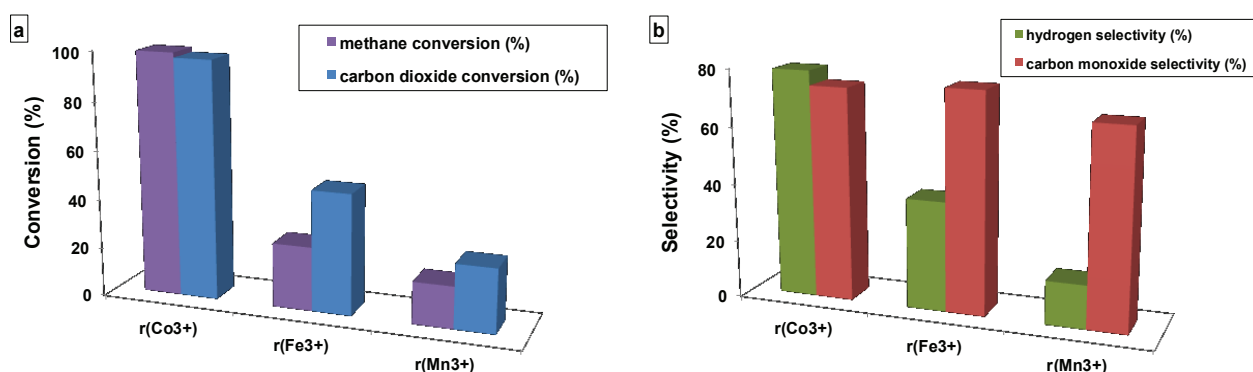 a
methane conversion (%)
carbon dioxide conversion (%)
Conversion (%)
100
80
60
40
20
0
r(Co3+)
r(Fe3+)
r(Mn3+)
b
hydrogen selectivity (%)
carbon monoxide selectivity (%)
Selectivity (%)
80
60
40
20
0
r(Co3+)
r(Fe3+)
r(Mn3+)